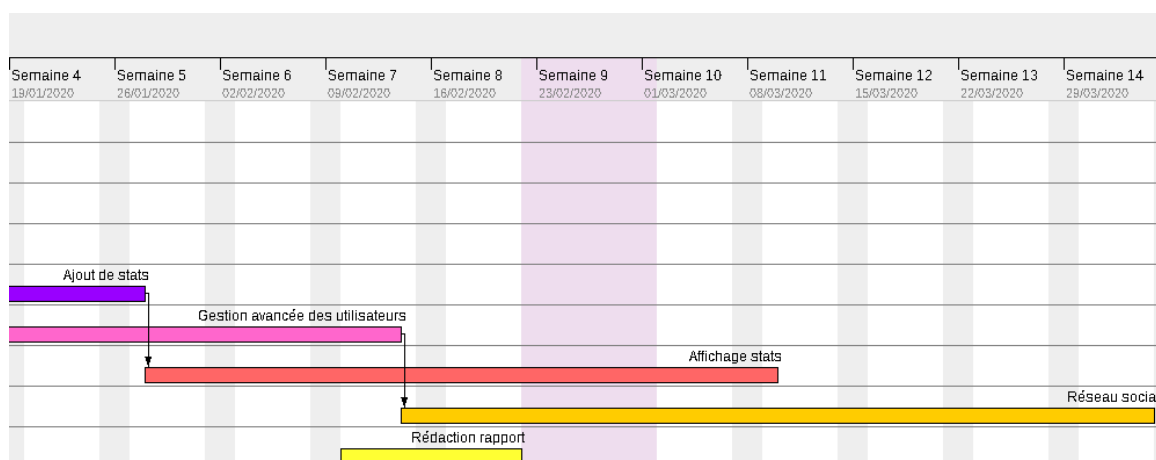 Semaine 4 Semaine 5 Semaine 6 Semaine 7 Semaine 8 Semaine 9 Semaine 10 Semaine 11 Semaine 12 Semaine 13 Semaine 14
19/01/2020 26/01/2020 02/02/2020 09/02/2020 16/02/2020 23/02/2020 01/03/2020 08/03/2020 15/03/2020 22/03/2020 29/03/2020
Ajout de stats
Gestion avancée des utilisateurs
Affichage stats
Réseau socia
Rédaction rapport